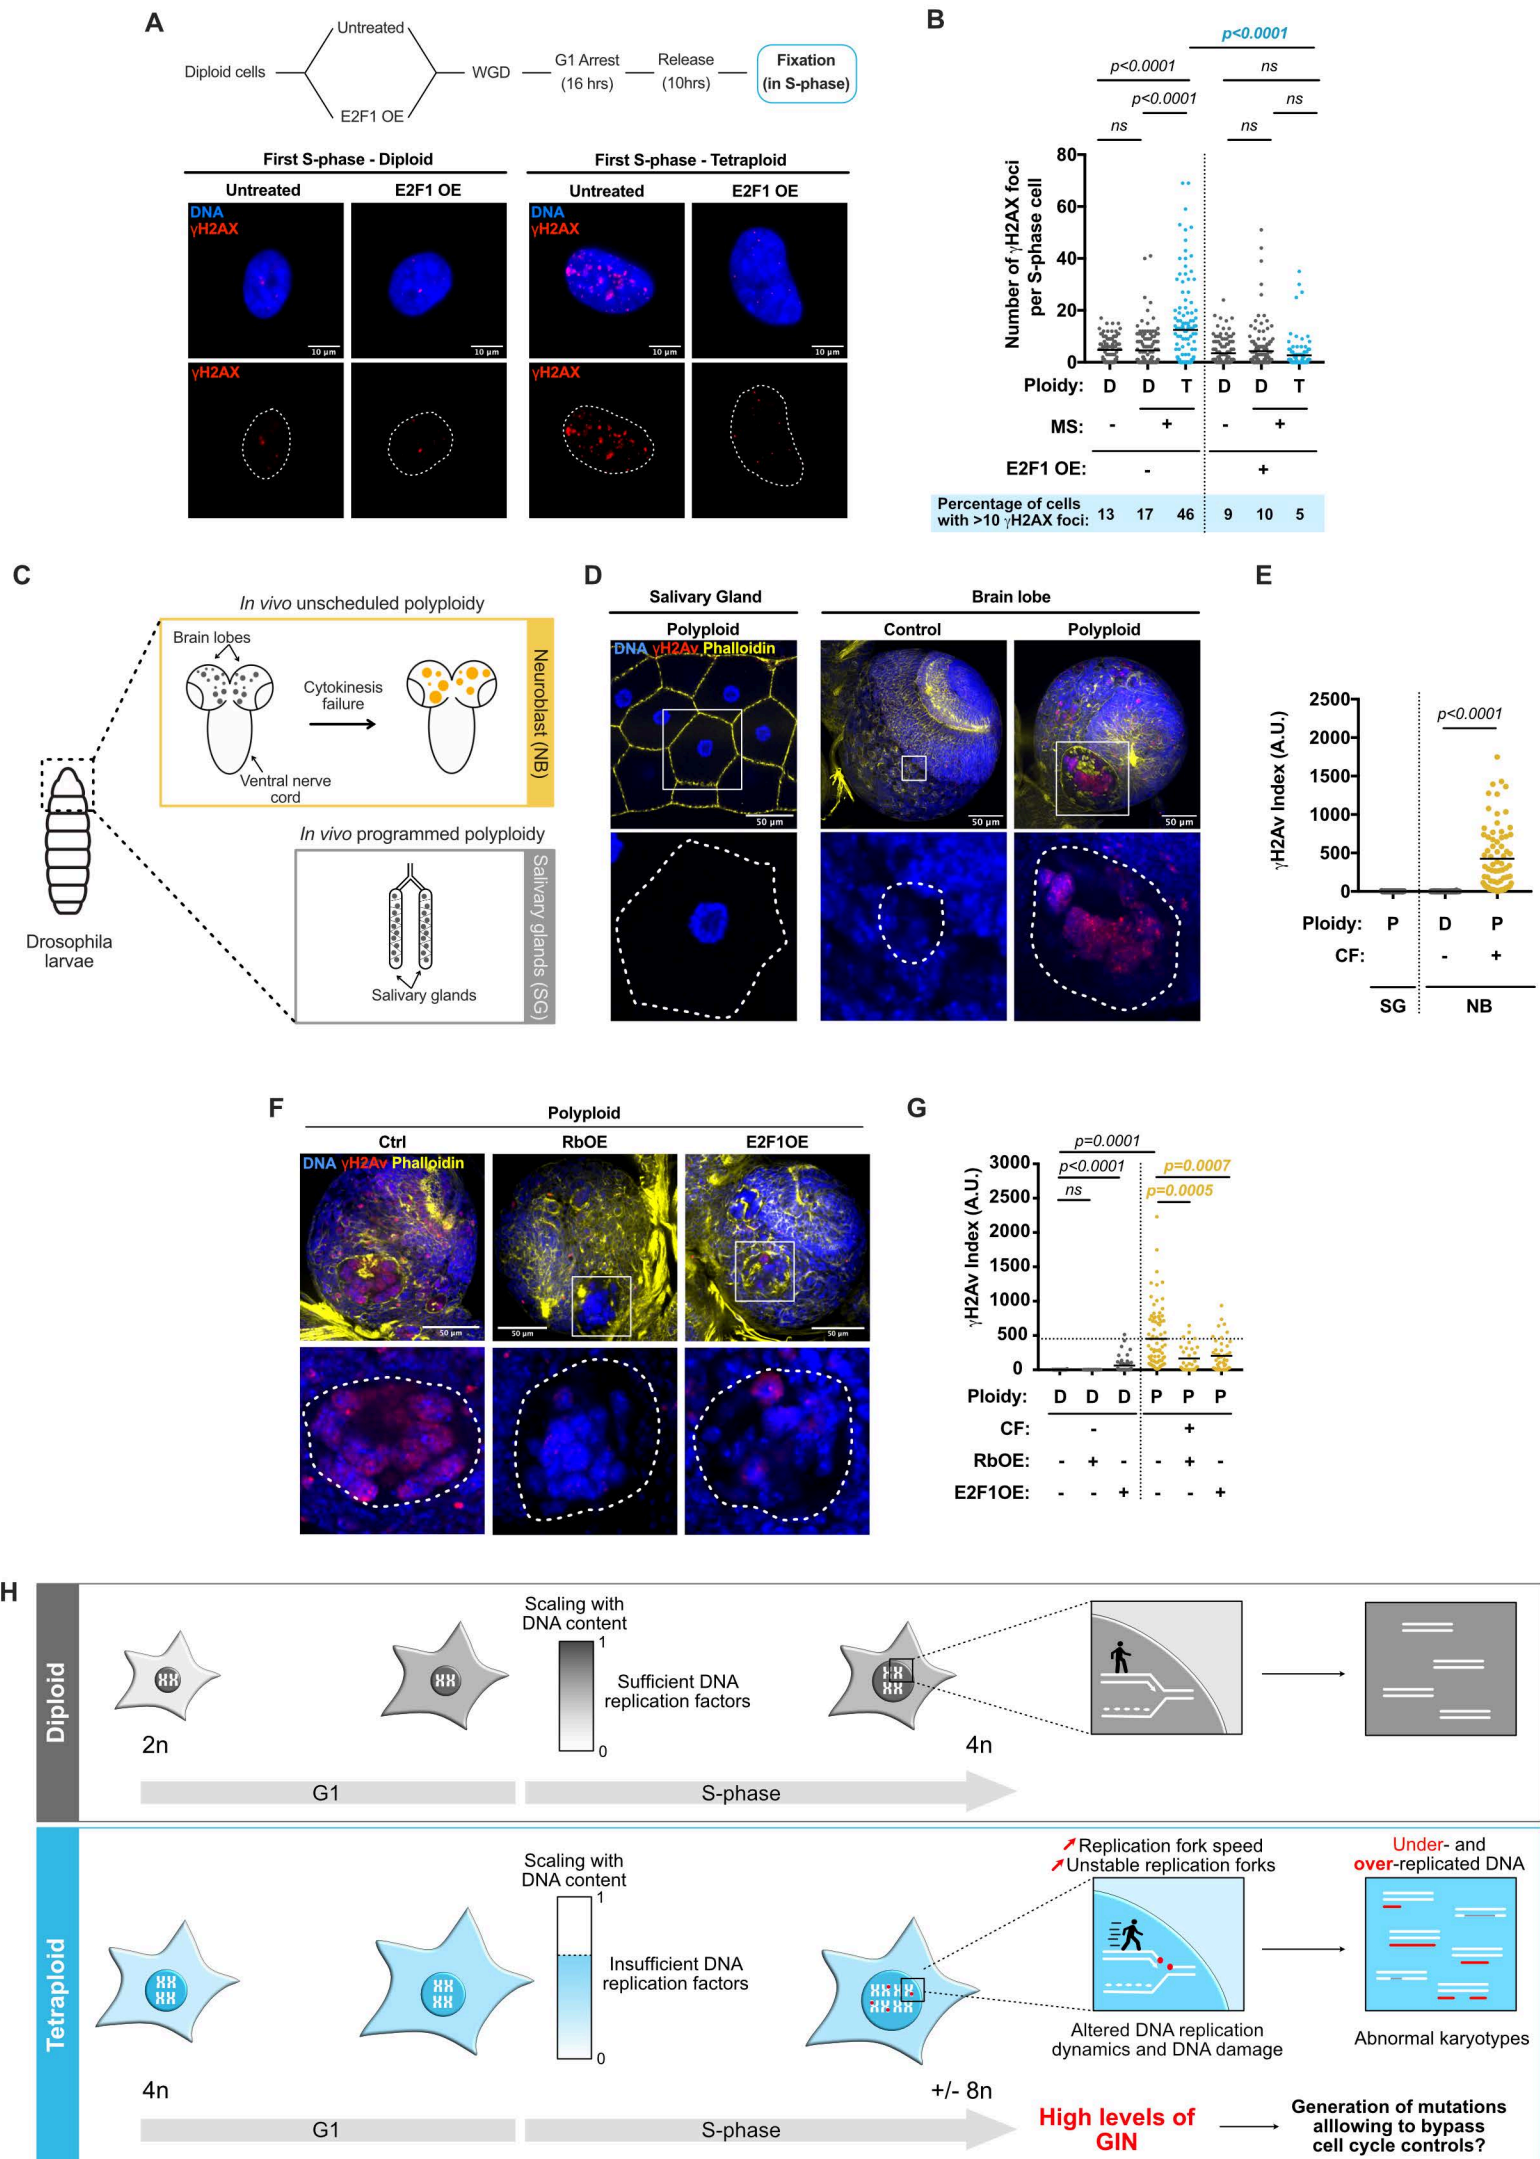 A
Untreated
Diploid cells
WGD
G1 Arrest
(16 hrs)
Release
(10hrs)
Fixation
(in S-phase)
E2F1 OE
First S-phase - Diploid
First S-phase - Tetraploid
Untreated
E2F1 OE
Untreated
E2F1 OE
DNA
γH2AX
DNA
γH2AX
10 µm
10 µm
10 µm
10 µm
γH2AX
γH2AX
B
p<0.0001
p<0.0001
ns
p<0.0001
ns
ns
ns
Number of γH2AX foci
per S-phase cell
80
60
40
20
0
Ploidy: D D T D D T
MS: - + - +
E2F1 OE: - +
Percentage of cells
with >10 γH2AX foci: 13 17 46 9 10 5
C
In vivo unscheduled polyploidy
Brain lobes
Cytokinesis
failure
Ventral nerve
cord
Neuroblast (NB)
In vivo programmed polyploidy
Salivary glands
Salivary glands (SG)
Drosophila
larvae
D
Salivary Gland
Brain lobe
Polyploid
Control
Polyploid
DNA γH2Av Phalloidin
50 µm
50 µm
50 µm
E
γH2Av Index (A.U.)
2500
2000
1500
1000
500
0
p<0.0001
Ploidy: P D P
CF: - +
SG NB
F
Polyploid
Ctrl
RbOE
E2F1OE
DNA γH2Av Phalloidin
50 µm
50 µm
50 µm
G
p=0.0001
p<0.0001
p=0.0007
ns
p=0.0005
γH2Av Index (A.U.)
3000
2500
2000
1500
1000
500
0
Ploidy: D D D P P P
CF: - +
RbOE: - + - - + -
E2F1OE: - - + - - +
H
Diploid
Scaling with
DNA content
1
0
Sufficient DNA
replication factors
2n
4n
G1
S-phase
Tetraploid
Scaling with
DNA content
1
0
Insufficient DNA
replication factors
4n
+/- 8n
G1
S-phase
Replication fork speed
Unstable replication forks
Under- and
over-replicated DNA
Altered DNA replication
dynamics and DNA damage
Abnormal karyotypes
High levels of
GIN
Generation of mutations
alllowing to bypass
cell cycle controls?